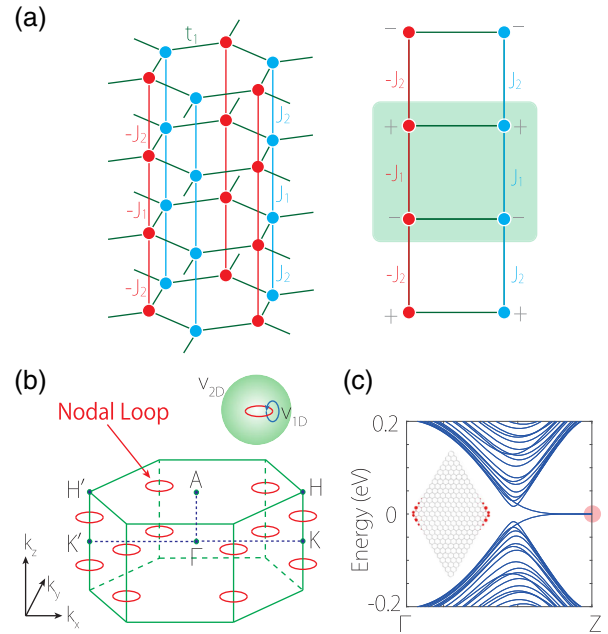 (a)
t₁
-J₂
J₂
-J₁
J₁
-J₂
J₂
− −
-J₂ J₂
+ +
-J₁ J₁
− −
-J₂ J₂
+ +
(b)
V2D
V1D
Nodal Loop
H′ A H
K′ Γ K
kz
ky
kx
(c)
Energy (eV)
0.2
0
-0.2
Γ Z